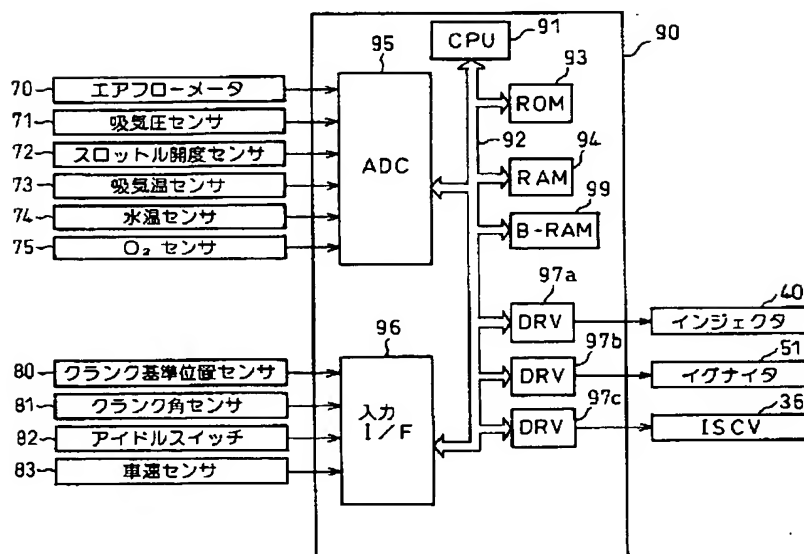 91
CPU
90
95
93
ROM
70 エアフローメータ
71 吸気圧センサ
72 スロットル開度センサ
73 吸気温センサ
74 水温センサ
75 O₂ センサ
ADC
92
94
RAM
99
B-RAM
97a
DRV
40
インジェクタ
96
97b
DRV
51
イグナイタ
97c
DRV
36
ISCV
80 クランク基準位置センサ
81 クランク角センサ
82 アイドルスイッチ
83 車速センサ
入力
I/F